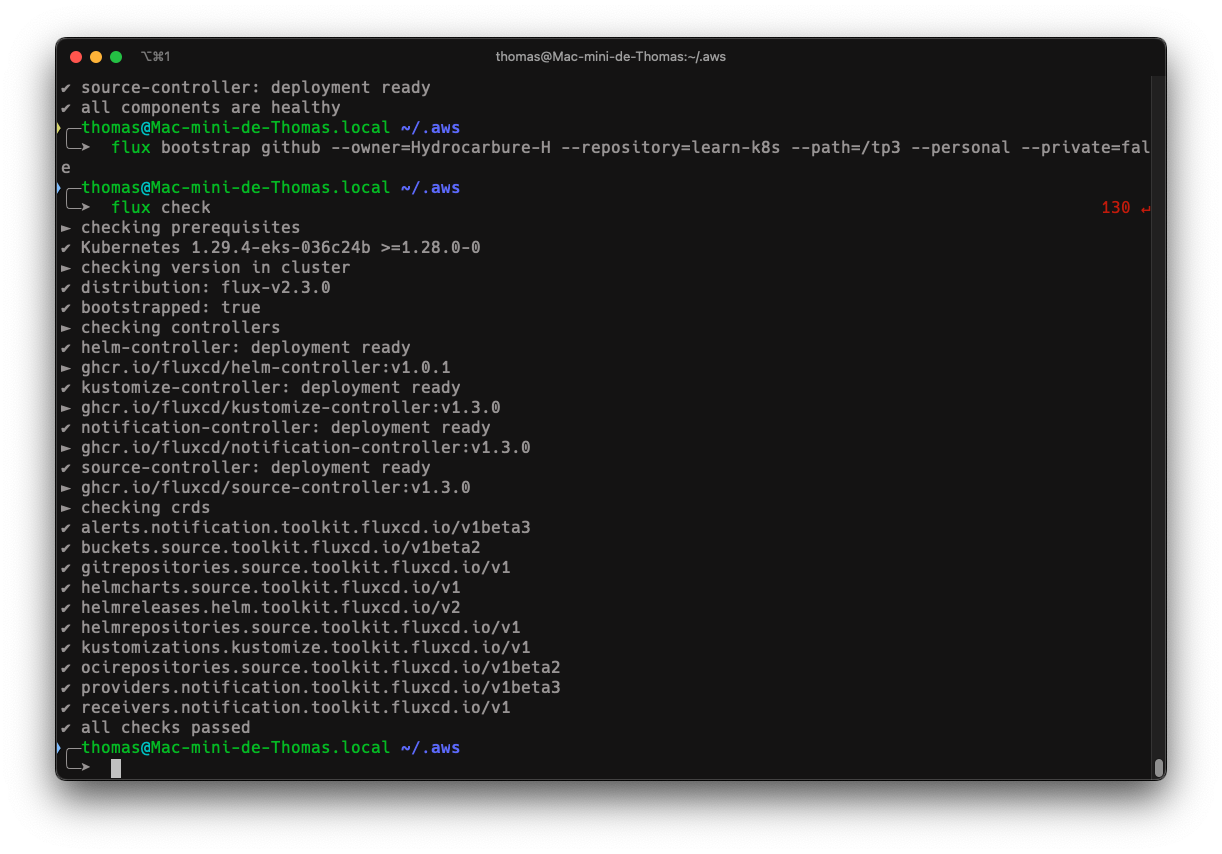 ⌥⌘1
thomas@Mac-mini-de-Thomas:~/.aws
✔ source-controller: deployment ready
✔ all components are healthy
thomas@Mac-mini-de-Thomas.local ~/.aws
flux bootstrap github --owner=Hydrocarbure-H --repository=learn-k8s --path=/tp3 --personal --private=fal
e
thomas@Mac-mini-de-Thomas.local ~/.aws
flux check 130 ↵
► checking prerequisites
✔ Kubernetes 1.29.4-eks-036c24b >=1.28.0-0
► checking version in cluster
✔ distribution: flux-v2.3.0
✔ bootstrapped: true
► checking controllers
✔ helm-controller: deployment ready
► ghcr.io/fluxcd/helm-controller:v1.0.1
✔ kustomize-controller: deployment ready
► ghcr.io/fluxcd/kustomize-controller:v1.3.0
✔ notification-controller: deployment ready
► ghcr.io/fluxcd/notification-controller:v1.3.0
✔ source-controller: deployment ready
► ghcr.io/fluxcd/source-controller:v1.3.0
► checking crds
✔ alerts.notification.toolkit.fluxcd.io/v1beta3
✔ buckets.source.toolkit.fluxcd.io/v1beta2
✔ gitrepositories.source.toolkit.fluxcd.io/v1
✔ helmcharts.source.toolkit.fluxcd.io/v1
✔ helmreleases.helm.toolkit.fluxcd.io/v2
✔ helmrepositories.source.toolkit.fluxcd.io/v1
✔ kustomizations.kustomize.toolkit.fluxcd.io/v1
✔ ocirepositories.source.toolkit.fluxcd.io/v1beta2
✔ providers.notification.toolkit.fluxcd.io/v1beta3
✔ receivers.notification.toolkit.fluxcd.io/v1
✔ all checks passed
thomas@Mac-mini-de-Thomas.local ~/.aws